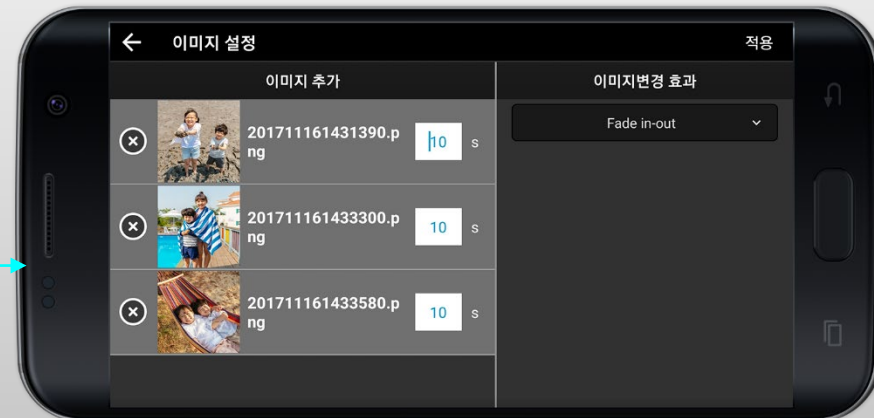 이미지 설정
적용
이미지 추가
이미지변경 효과
201711161431390.p
ng
10
s
Fade in-out
201711161433300.p
ng
10
s
201711161433580.p
ng
10
s